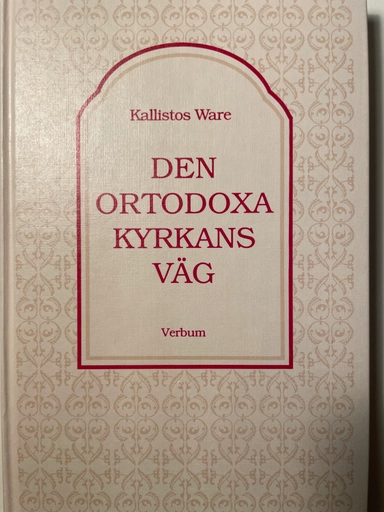 Kallistos Ware
DEN
ORTODOXA
KYRKANS
VÄG
Verbum